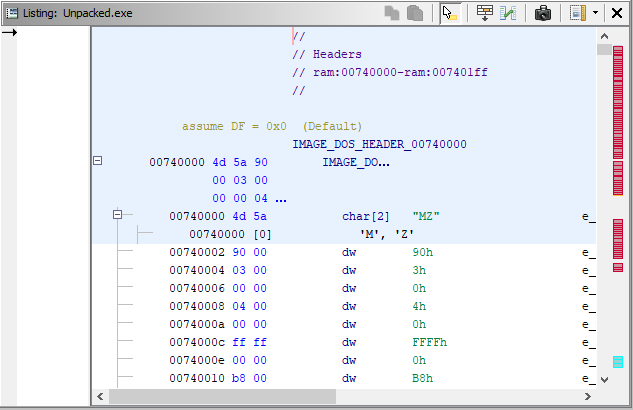 Listing: Unpacked.exe
//
// Headers
// ram:00740000-ram:007401ff
//
assume DF = 0x0  (Default)
IMAGE_DOS_HEADER_00740000
00740000 4d 5a 90 IMAGE_DO...
00 03 00
00 00 04 ...
00740000 4d 5a char[2] "MZ" e_
00740000 [0] 'M', 'Z'
00740002 90 00 dw 90h e_
00740004 03 00 dw 3h e_
00740006 00 00 dw 0h e_
00740008 04 00 dw 4h e_
0074000a 00 00 dw 0h e_
0074000c ff ff dw FFFFh e_
0074000e 00 00 dw 0h e_
00740010 b8 00 dw B8h e_